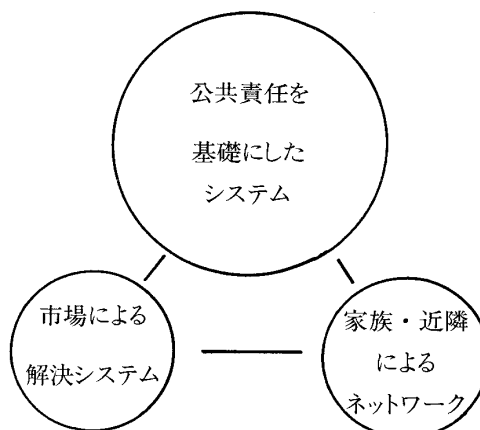 公共責任を
基礎にした
システム
市場による
解決システム
家族・近隣
による
ネットワーク